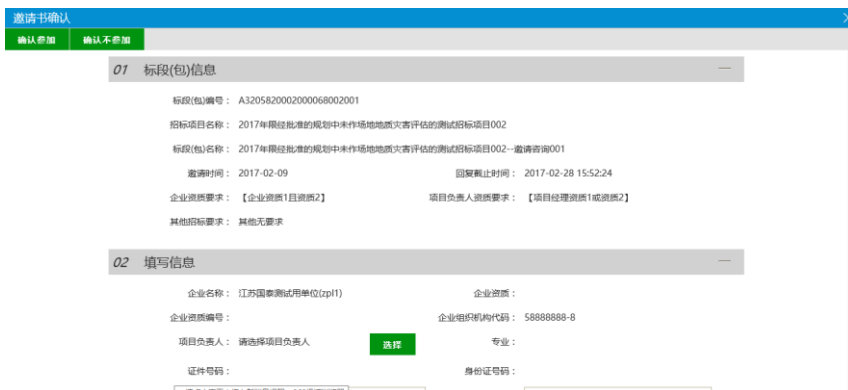 邀请书确认
确认参加 确认不参加
01 标段(包)信息
标段(包)编号： A3205820002000068002001
招标项目名称： 2017年限经批准的规划中未作场地地质灾害评估的测试招标项目002
标段(包)名称： 2017年限经批准的规划中未作场地地质灾害评估的测试招标项目002--邀请咨询001
邀请时间： 2017-02-09 回复截止时间： 2017-02-28 15:52:24
企业资质要求： 【企业资质1且资质2】 项目负责人资质要求： 【项目经理资质1或资质2】
其他招标要求： 其他无要求
02 填写信息
企业名称： 江苏国泰测试用单位(zpl1) 企业资质：
企业资质编号： 企业组织机构代码： 58888888-8
项目负责人： 请选择项目负责人 选择 专业：
证件号码： 身份证号码：